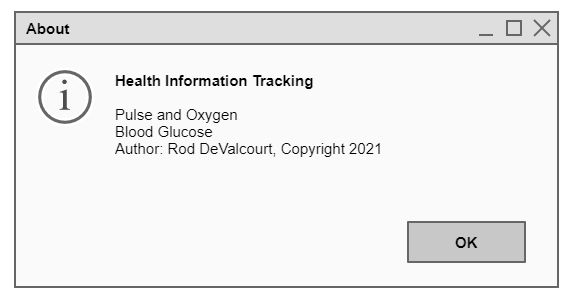 About
Health Information Tracking
Pulse and Oxygen
Blood Glucose
Author: Rod DeValcourt, Copyright 2021
OK